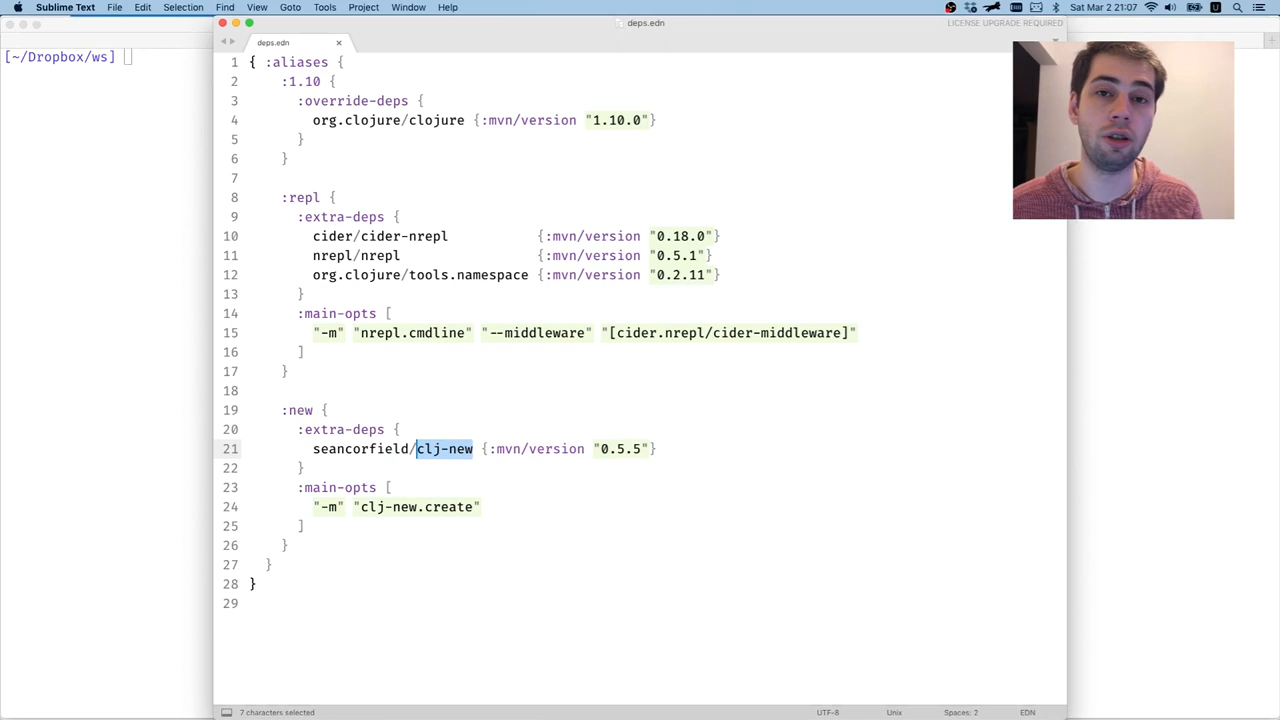 Sublime Text File Edit Selection Find View Goto Tools Project Window Help Sat Mar 2 21:07
deps.edn
LICENSE UPGRADE REQUIRED
[~/Dropbox/ws]
deps.edn
1 { :aliases {
2 :1.10 {
3 :override-deps {
4 org.clojure/clojure {:mvn/version "1.10.0"}
5 }
6 }
7
8 :repl {
9 :extra-deps {
10 cider/cider-nrepl {:mvn/version "0.18.0"}
11 nrepl/nrepl {:mvn/version "0.5.1"}
12 org.clojure/tools.namespace {:mvn/version "0.2.11"}
13 }
14 :main-opts [
15 "-m" "nrepl.cmdline" "--middleware" "[cider.nrepl/cider-middleware]"
16 ]
17 }
18
19 :new {
20 :extra-deps {
21 seancorfield/clj-new {:mvn/version "0.5.5"}
22 }
23 :main-opts [
24 "-m" "clj-new.create"
25 ]
26 }
27 }
28 }
29
7 characters selected UTF-8 Unix Spaces: 2 EDN